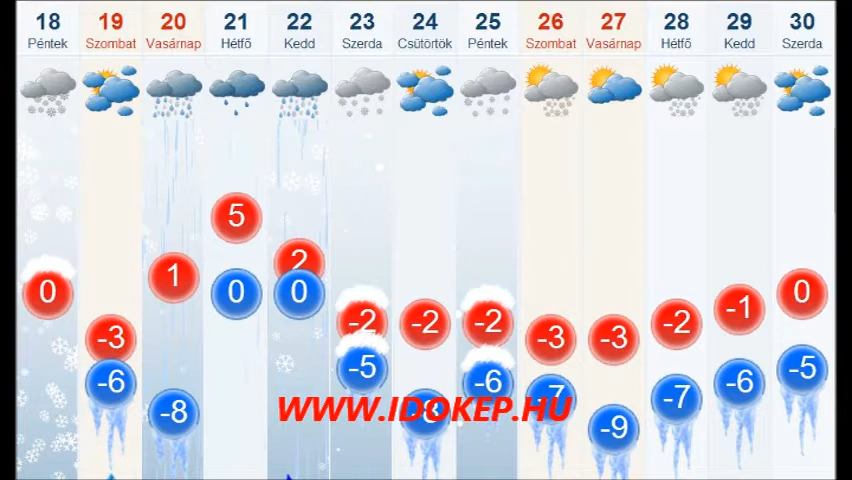 18 19 20 21 22 23 24 25 26 27 28 29 30
Péntek Szombat Vasárnap Hétfő Kedd Szerda Csütörtök Péntek Szombat Vasárnap Hétfő Kedd Szerda
5
1 2
0 0 0 0
-3 -2 -2 -2 -3 -3 -2 -1
-6 -8 -5 -6 -7 -9 -7 -6 -5
WWW.IDOKEP.HU